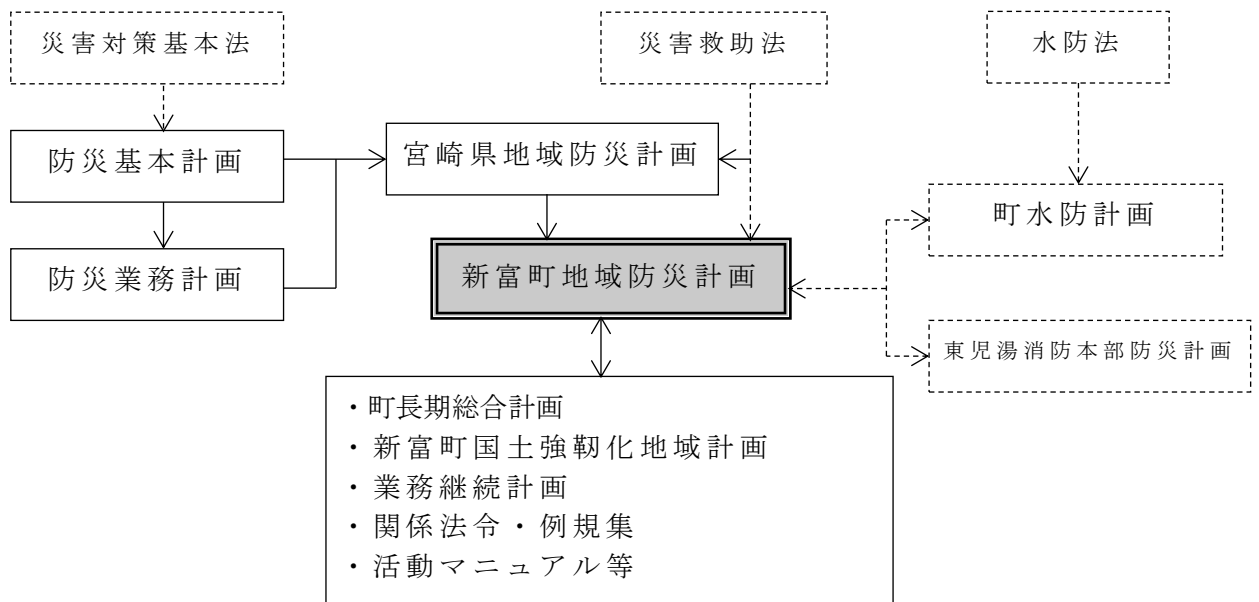 災害対策基本法
災害救助法
水防法
防災基本計画
宮崎県地域防災計画
町水防計画
防災業務計画
新富町地域防災計画
東児湯消防本部防災計画
・町長期総合計画
・新富町国土強靭化地域計画
・業務継続計画
・関係法令・例規集
・活動マニュアル等